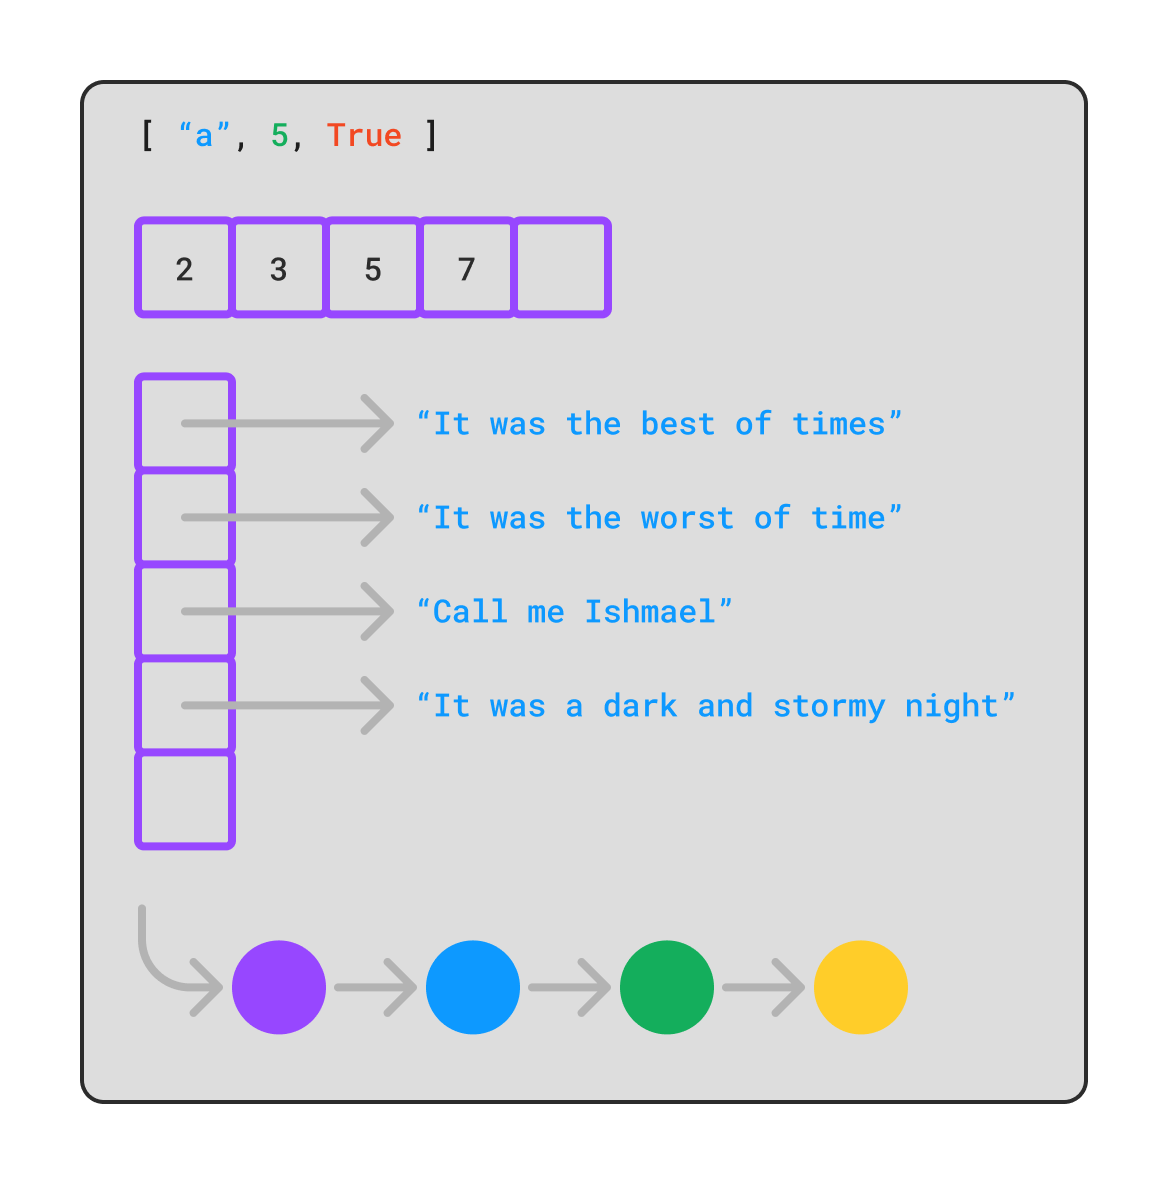 [ “a”, 5, True ]
2 3 5 7
“It was the best of times”
“It was the worst of time”
“Call me Ishmael”
“It was a dark and stormy night”